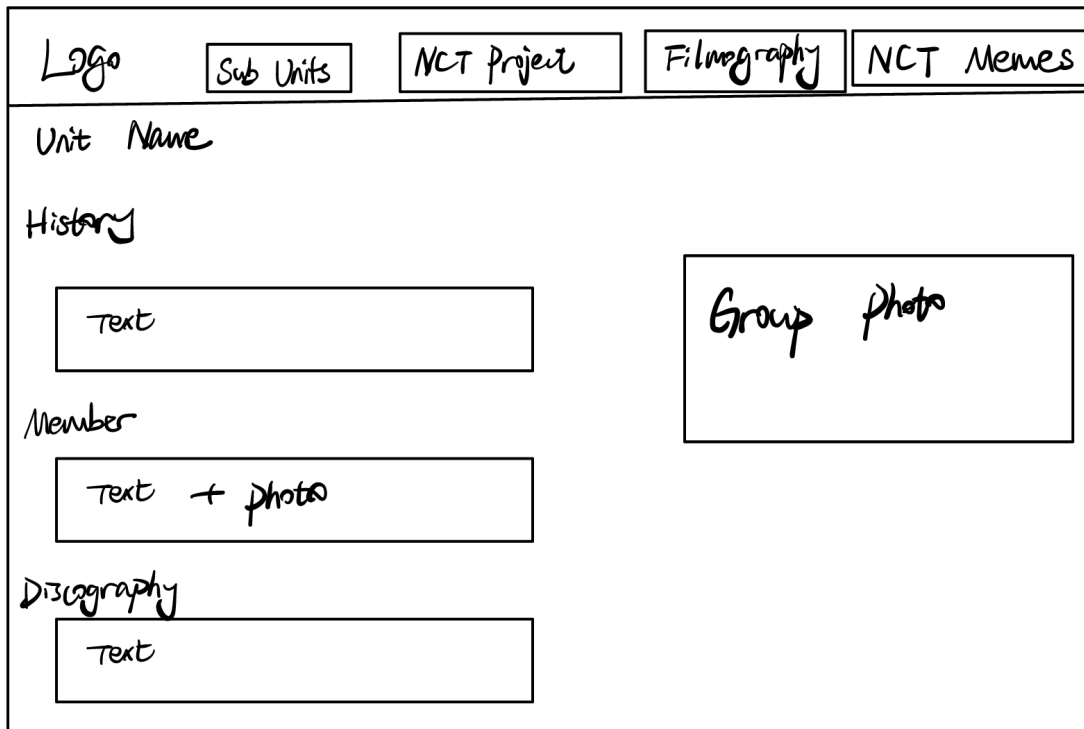 Logo Sub Units NCT Project Filmography NCT Memes
Unit Name
History
Text
Group photo
Member
Text + photo
Discography
Text